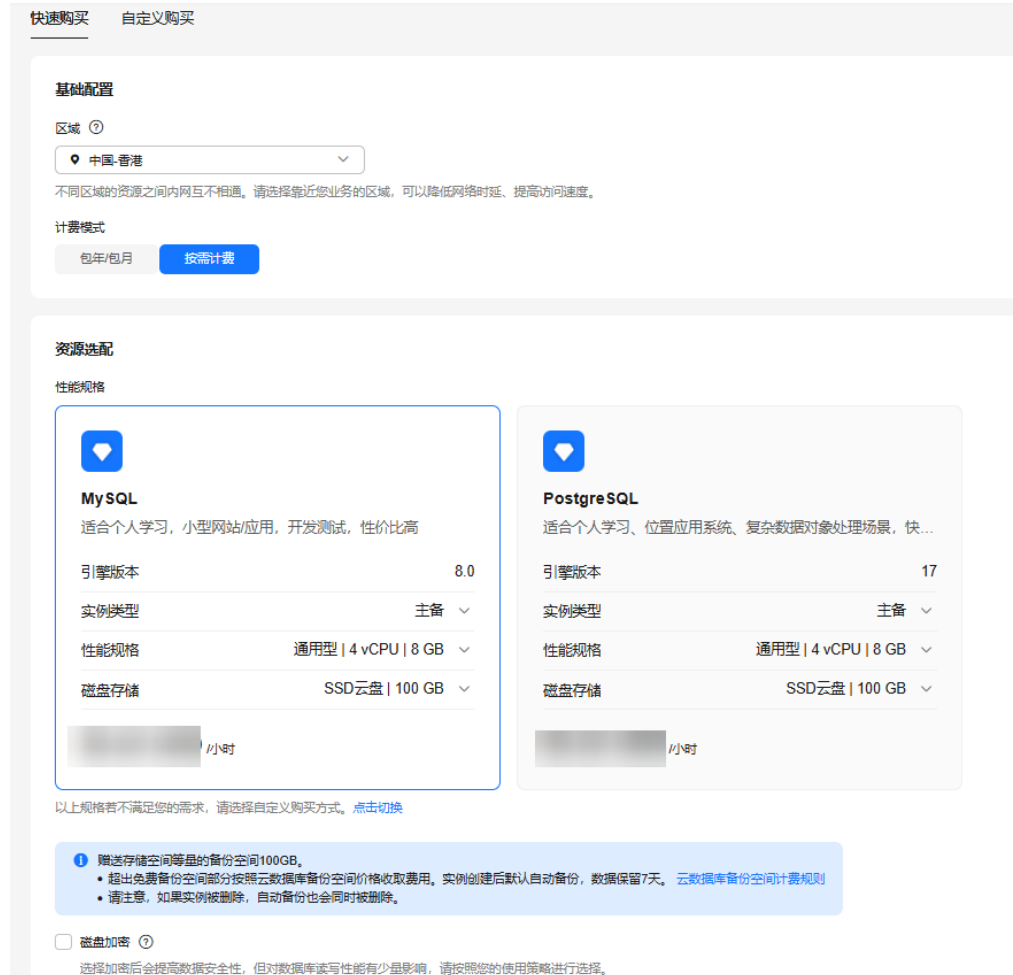 快速购买 自定义购买
基础配置
区域 ?
中国-香港
不同区域的资源之间内网互不相通。请选择靠近您业务的区域，可以降低网络时延、提高访问速度。
计费模式
包年/包月 按需计费
资源选配
性能规格
MySQL
适合个人学习，小型网站/应用，开发测试，性价比高
引擎版本 8.0
实例类型 主备
性能规格 通用型 | 4 vCPU | 8 GB
磁盘存储 SSD云盘 | 100 GB
/小时
PostgreSQL
适合个人学习、位置应用系统、复杂数据对象处理场景，快...
引擎版本 17
实例类型 主备
性能规格 通用型 | 4 vCPU | 8 GB
磁盘存储 SSD云盘 | 100 GB
/小时
以上规格若不满足您的需求，请选择自定义购买方式。点击切换
赠送存储空间等量的备份空间100GB。
• 超出免费备份空间部分按照云数据库备份空间价格收取费用。实例创建后默认自动备份，数据保留7天。 云数据库备份空间计费规则
• 请注意，如果实例被删除，自动备份也会同时被删除。
磁盘加密 ?
选择加密后会提高数据安全性，但对数据库读写性能有少量影响，请按照您的使用策略进行选择。